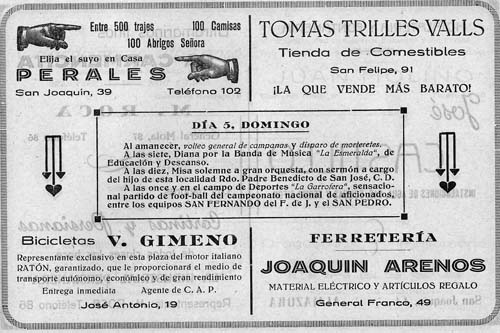 Entre 500 trajes 100 Camisas
100 Abrigos Señora
Elija el suyo en Casa
PERALES
San Joaquín, 39 Teléfono 102
TOMAS TRILLES VALLS
Tienda de Comestibles
San Felipe, 91
¡LA QUE VENDE MÁS BARATO!
DÍA 5, DOMINGO
Al amanecer, volteo general de campanas y disparo de morteretes.
A las siete, Diana por la Banda de Música "La Esmeralda", de
Educación y Descanso.
A las diez, Misa solemne a gran orquesta, con sermón a cargo
del hijo de esta localidad Rdo. Padre Benedicto de San José, C. D.
A las once y en el campo de Deportes "La Garrofera", sensacio-
nal partido de foot-ball del campeonato nacional de aficionados
entre los equipos SAN FERNANDO del F. de J. y el SAN PEDRO.
Bicicletas V. GIMENO
Representante exclusivo en esta plaza del motor italiano
RATÓN, garantizado, que le proporcionará el medio de
transporte autónomo, económico y de gran rendimiento
Entrega inmediata Agente de C. A. P.
José Antonio, 19
FERRETERÍA
JOAQUIN ARENOS
MATERIAL ELÉCTRICO Y ARTÍCULOS REGALO
General Franco, 49